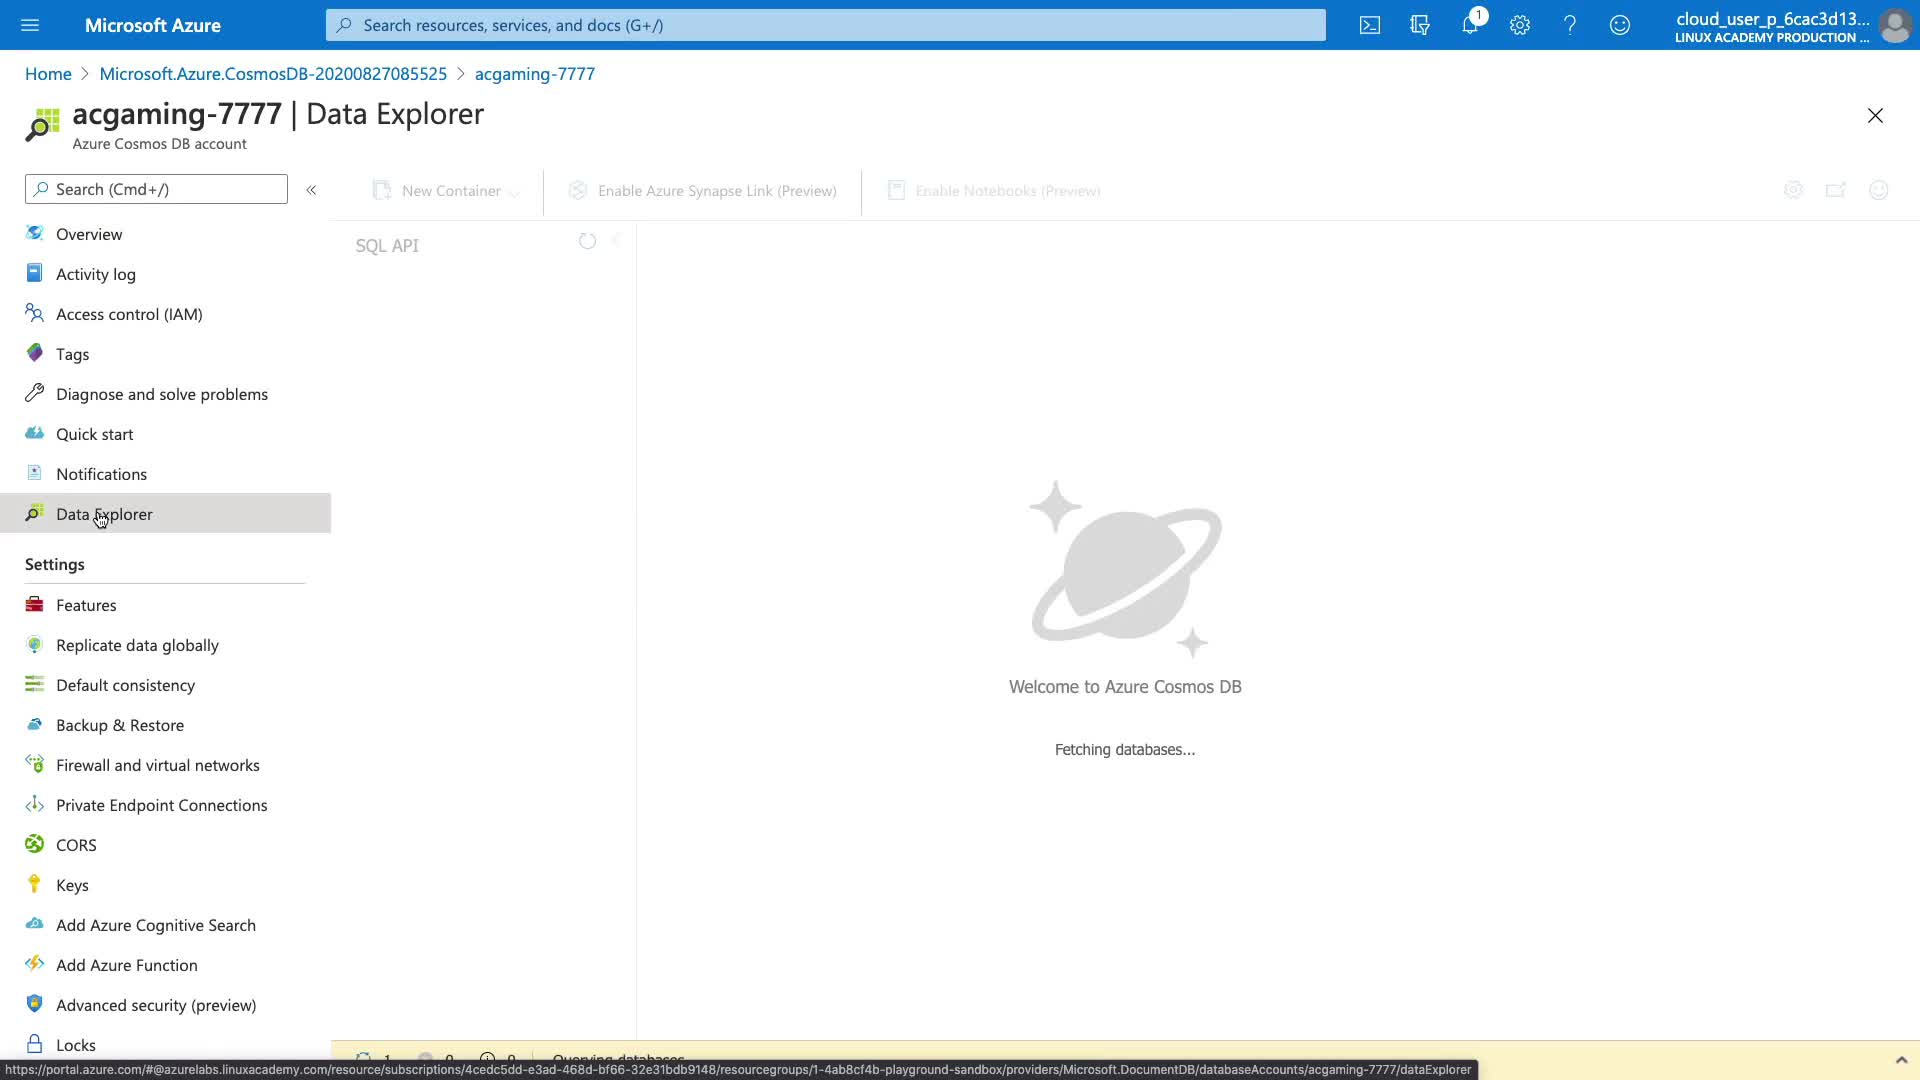 Microsoft Azure
Search resources, services, and docs (G+/)
1
cloud_user_p_6cac3d13...
LINUX ACADEMY PRODUCTION ...
Home > Microsoft.Azure.CosmosDB-20200827085525 > acgaming-7777
acgaming-7777 | Data Explorer
Azure Cosmos DB account
Search (Cmd+/)
«
New Container
Enable Azure Synapse Link (Preview)
Enable Notebooks (Preview)
Overview
Activity log
Access control (IAM)
Tags
Diagnose and solve problems
Quick start
Notifications
Data Explorer
Settings
Features
Replicate data globally
Default consistency
Backup & Restore
Firewall and virtual networks
Private Endpoint Connections
CORS
Keys
Add Azure Cognitive Search
Add Azure Function
Advanced security (preview)
Locks
SQL API
Welcome to Azure Cosmos DB
Fetching databases...
1 0 0 Querying databases
https://portal.azure.com/#@azurelabs.linuxacademy.com/resource/subscriptions/4cedc5dd-e3ad-468d-bf66-32e31bdb9148/resourcegroups/1-4ab8cf4b-playground-sandbox/providers/Microsoft.DocumentDB/databaseAccounts/acgaming-7777/dataExplorer